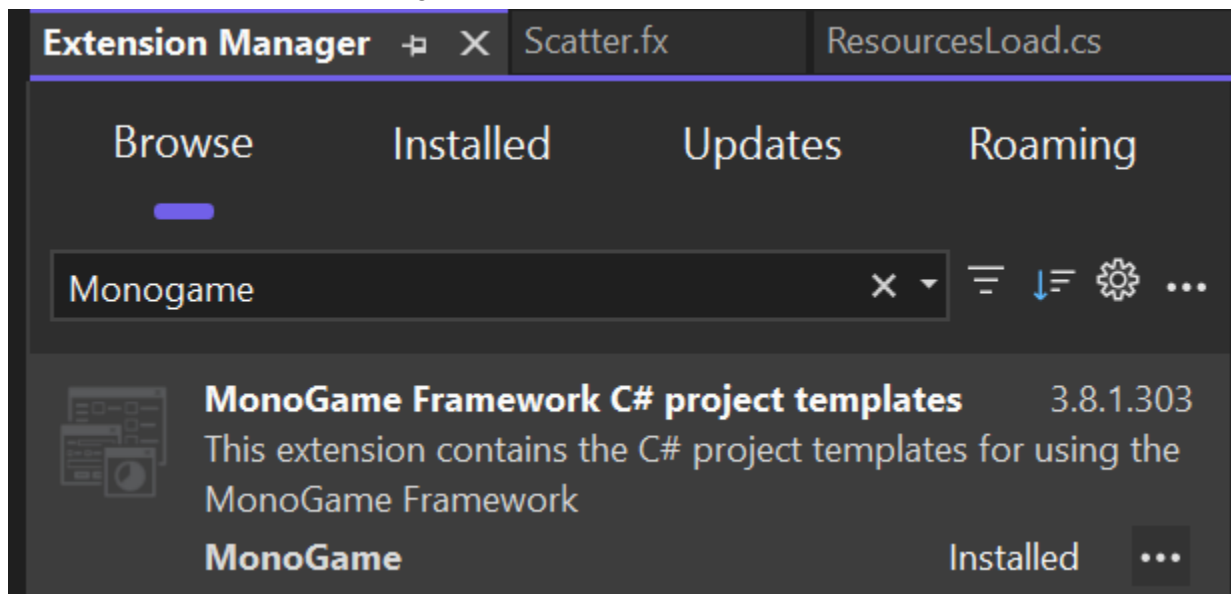 Extension Manager Scatter.fx ResourcesLoad.cs
Browse Installed Updates Roaming
Monogame
MonoGame Framework C# project templates 3.8.1.303
This extension contains the C# project templates for using the
MonoGame Framework
MonoGame Installed